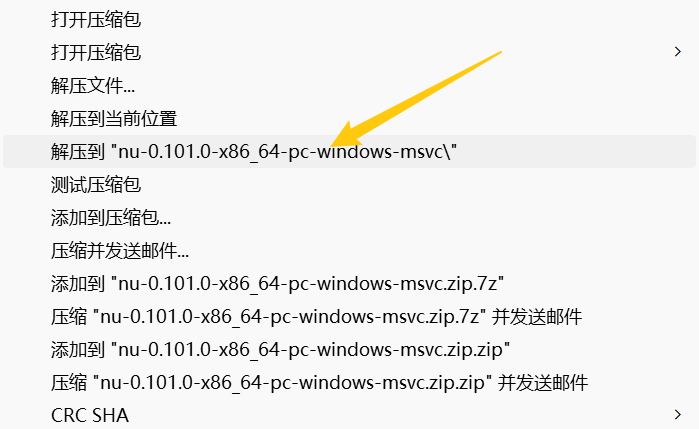 打开压缩包
打开压缩包
解压文件...
解压到当前位置
解压到 "nu-0.101.0-x86_64-pc-windows-msvc\"
测试压缩包
添加到压缩包...
压缩并发送邮件...
添加到 "nu-0.101.0-x86_64-pc-windows-msvc.zip.7z"
压缩 "nu-0.101.0-x86_64-pc-windows-msvc.zip.7z" 并发送邮件
添加到 "nu-0.101.0-x86_64-pc-windows-msvc.zip.zip"
压缩 "nu-0.101.0-x86_64-pc-windows-msvc.zip.zip" 并发送邮件
CRC SHA